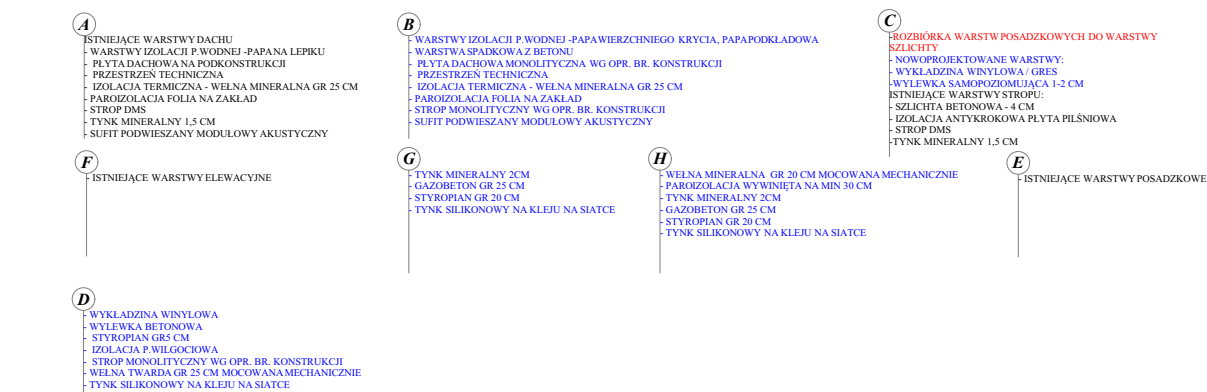 A
ISTNIEJĄCE WARSTWY DACHU
- WARSTWY IZOLACJI P.WODNEJ -PAPA NA LEPIKU
- PŁYTA DACHOWA NA PODKONSTRUKCJI
- PRZESTRZEŃ TECHNICZNA
- IZOLACJA TERMICZNA - WEŁNA MINERALNA GR 25 CM
- PAROIZOLACJA FOLIA NA ZAKŁAD
- STROP DMS
- TYNK MINERALNY 1,5 CM
- SUFIT PODWIESZANY MODUŁOWY AKUSTYCZNY
B
- WARSTWY IZOLACJI P.WODNEJ -PAPA WIERZCHNIEGO KRYCIA, PAPA PODKŁADOWA
- WARSTWA SPADKOWA Z BETONU
- PŁYTA DACHOWA MONOLITYCZNA WG OPR. BR. KONSTRUKCJI
- PRZESTRZEŃ TECHNICZNA
- IZOLACJA TERMICZNA - WEŁNA MINERALNA GR 25 CM
- PAROIZOLACJA FOLIA NA ZAKŁAD
- STROP MONOLITYCZNY WG OPR. BR. KONSTRUKCJI
- SUFIT PODWIESZANY MODUŁOWY AKUSTYCZNY
C
-ROZBIÓRKA WARSTW POSADZKOWYCH DO WARSTWY
SZLICHTY
- NOWOPROJEKTOWANE WARSTWY:
- WYKŁADZINA WINYLOWA / GRES
-WYLEWKA SAMOPOZIOMUJĄCA 1-2 CM
ISTNIEJĄCE WARSTWY STROPU:
- SZLICHTA BETONOWA - 4 CM
- IZOLACJA ANTYKROKOWA PŁYTA PILŚNIOWA
- STROP DMS
-TYNK MINERALNY 1,5 CM
F
- ISTNIEJĄCE WARSTWY ELEWACYJNE
G
- TYNK MINERALNY 2CM
- GAZOBETON GR 25 CM
- STYROPIAN GR 20 CM
- TYNK SILIKONOWY NA KLEJU NA SIATCE
H
- WEŁNA MINERALNA GR 20 CM MOCOWANA MECHANICZNIE
- PAROIZOLACJA WYWINIĘTA NA MIN 30 CM
- TYNK MINERALNY 2CM
- GAZOBETON GR 25 CM
- STYROPIAN GR 20 CM
- TYNK SILIKONOWY NA KLEJU NA SIATCE
E
- ISTNIEJĄCE WARSTWY POSADZKOWE
D
- WYKŁADZINA WINYLOWA
- WYLEWKA BETONOWA
- STYROPIAN GR5 CM
- IZOLACJA P.WILGOCIOWA
- STROP MONOLITYCZNY WG OPR. BR. KONSTRUKCJI
- WEŁNA TWARDA GR 25 CM MOCOWANA MECHANICZNIE
- TYNK SILIKONOWY NA KLEJU NA SIATCE